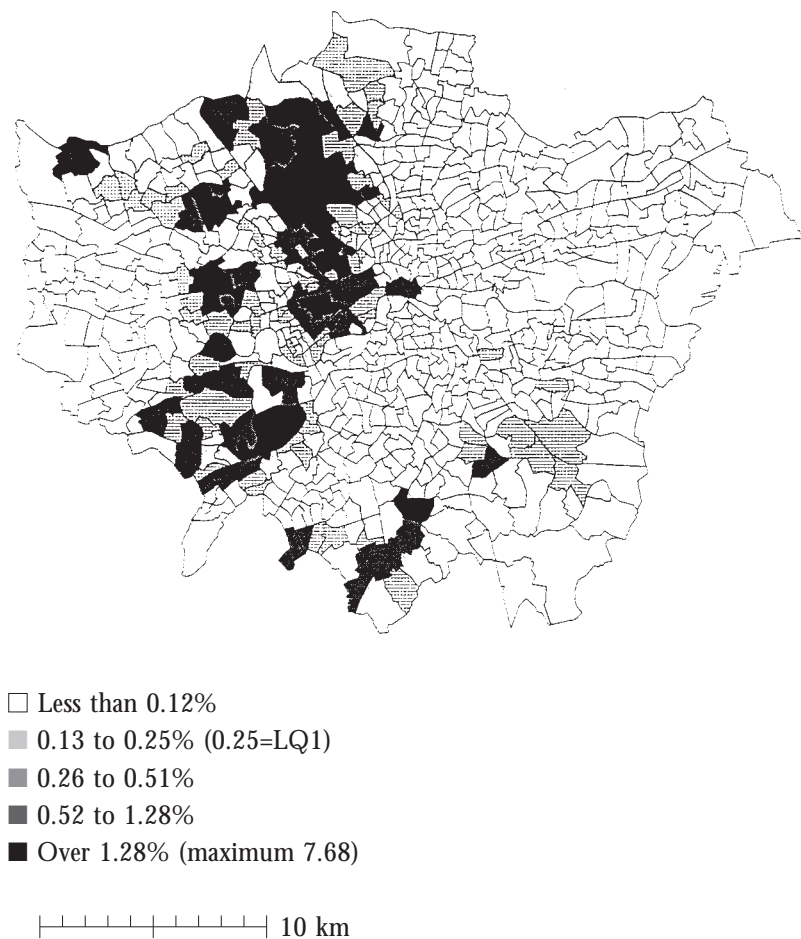 Less than 0.12%
0.13 to 0.25% (0.25=LQ1)
0.26 to 0.51%
0.52 to 1.28%
Over 1.28% (maximum 7.68)
10 km